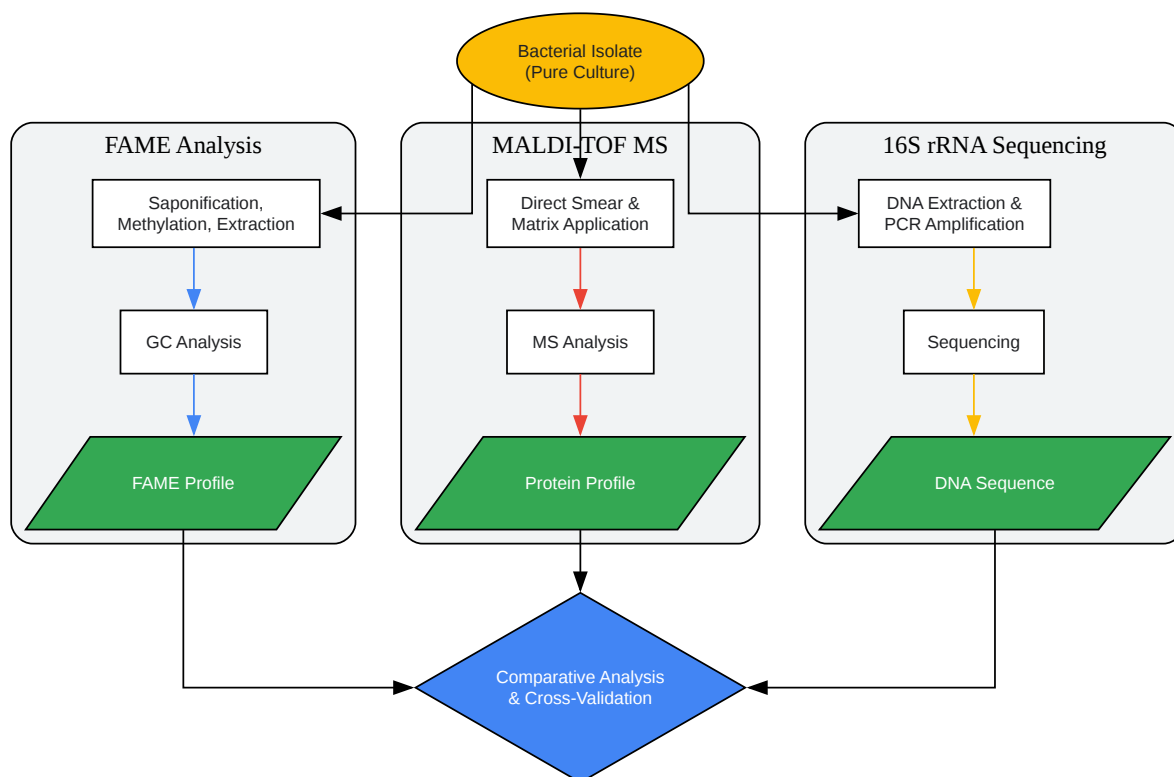 Bacterial Isolate
(Pure Culture)
FAME Analysis
Saponification,
Methylation, Extraction
GC Analysis
FAME Profile
MALDI-TOF MS
Direct Smear &
Matrix Application
MS Analysis
Protein Profile
16S rRNA Sequencing
DNA Extraction &
PCR Amplification
Sequencing
DNA Sequence
Comparative Analysis
& Cross-Validation